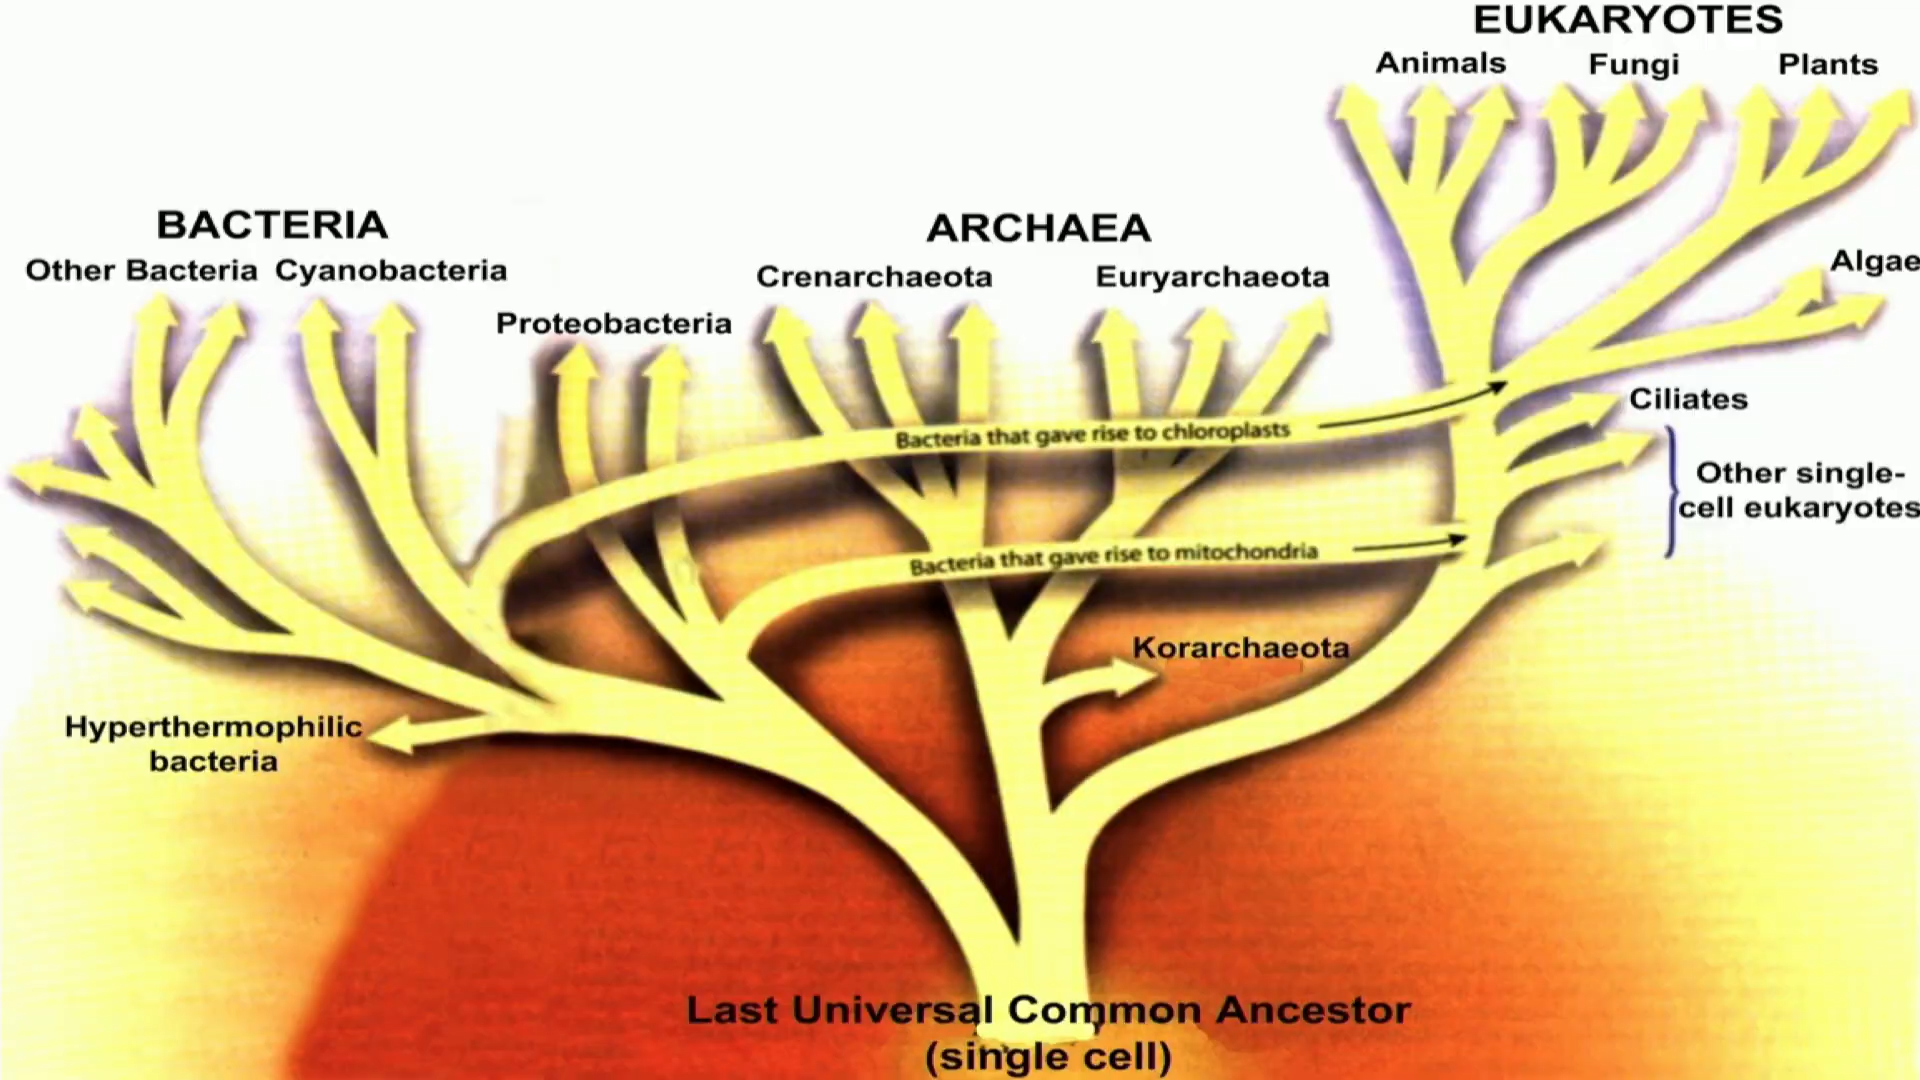 EUKARYOTES
Animals
Fungi
Plants
BACTERIA
ARCHAEA
Other Bacteria
Cyanobacteria
Crenarchaeota
Euryarchaeota
Algae
Proteobacteria
Ciliates
Bacteria that gave rise to chloroplasts
Other single-
cell eukaryotes
Bacteria that gave rise to mitochondria
Korarchaeota
Hyperthermophilic
bacteria
Last Universal Common Ancestor
(single cell)